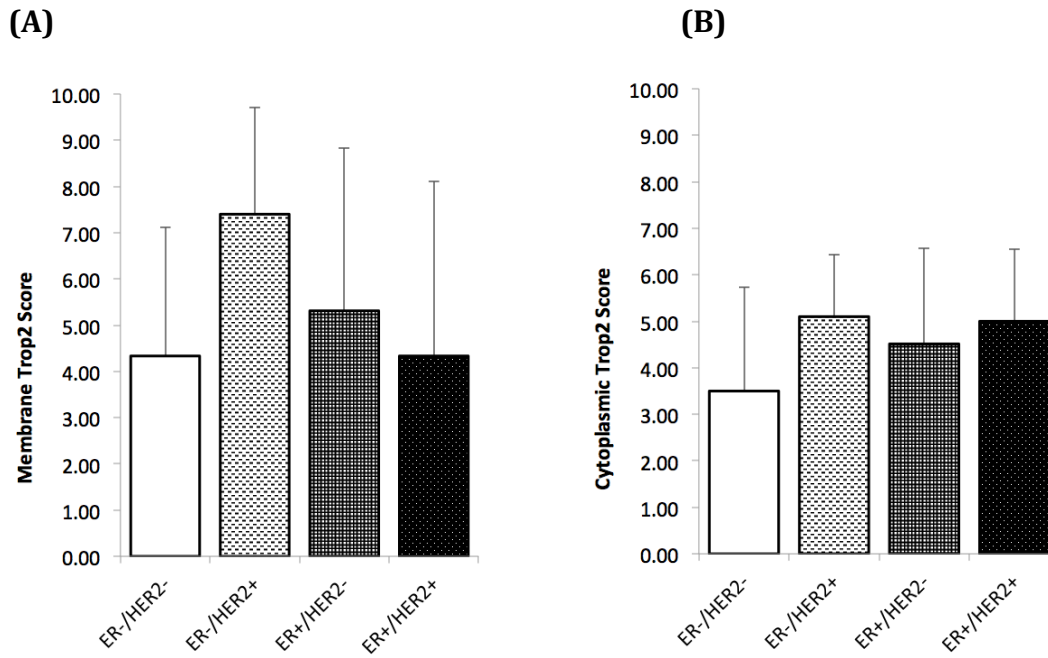 (A)
10.00
9.00
8.00
7.00
6.00
5.00
4.00
3.00
2.00
1.00
0.00
Membrane Trop2 Score
ER-/HER2-
ER-/HER2+
ER+/HER2-
ER+/HER2+
(B)
10.00
9.00
8.00
7.00
6.00
5.00
4.00
3.00
2.00
1.00
0.00
Cytoplasmic Trop2 Score
ER-/HER2-
ER-/HER2+
ER+/HER2-
ER+/HER2+